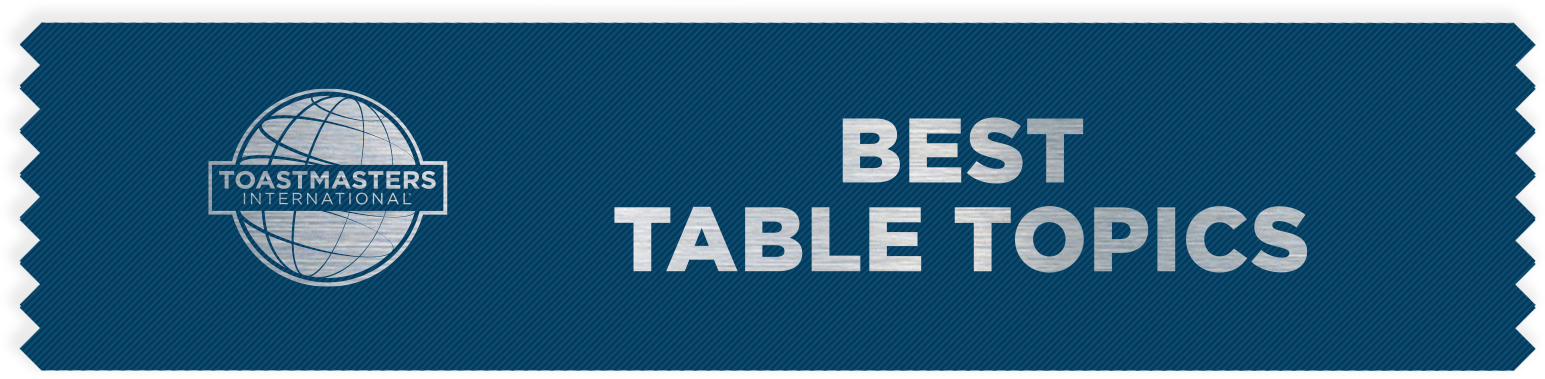 TOASTMASTERS
INTERNATIONAL
BEST
TABLE TOPICS